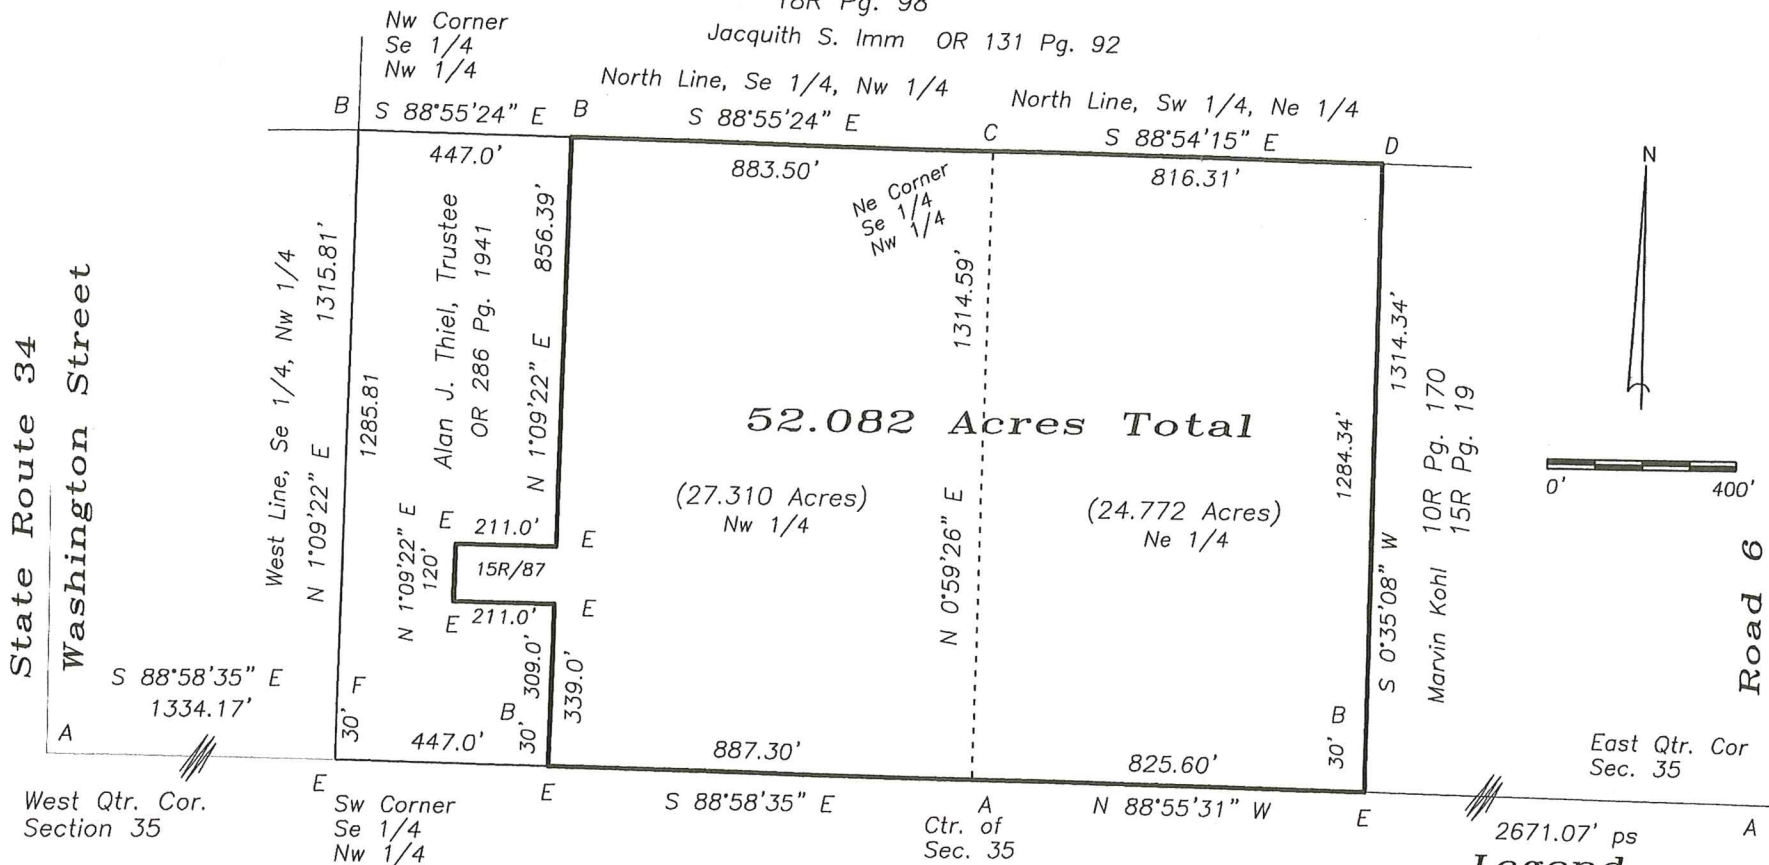 18R Pg. 98
Jacquith S. Imm OR 131 Pg. 92
Nw Corner
Se 1/4
Nw 1/4
North Line, Se 1/4, Nw 1/4
North Line, Sw 1/4, Ne 1/4
B
S 88°55'24" E
B
S 88°55'24" E
C
S 88°54'15" E
D
447.0'
883.50'
816.31'
Ne Corner
Se 1/4
Nw 1/4
N
State Route 34
Washington Street
West Line, Se 1/4, Nw 1/4
N 1°09'22" E
1315.81'
1285.81
Alan J. Thiel, Trustee
OR 286 Pg. 1941
856.39'
N 1°09'22" E
1314.59'
N 0°59'26" E
52.082 Acres Total
(27.310 Acres)
Nw 1/4
(24.772 Acres)
Ne 1/4
1314.34'
1284.34'
S 0°35'08" W
Marvin Kohl
10R Pg. 170
15R Pg. 19
0'
400'
Road 6
N 1°09'22" E
120'
E
211.0'
E
15R/87
E
211.0'
E
309.0'
339.0'
S 88°58'35" E
1334.17'
A
F
30'
447.0'
B
30'
887.30'
825.60'
B
30'
East Qtr. Cor
Sec. 35
West Qtr. Cor.
Section 35
E
Sw Corner
Se 1/4
Nw 1/4
E
S 88°58'35" E
A
Ctr. of
Sec. 35
N 88°55'31" W
E
2671.07' ps
A